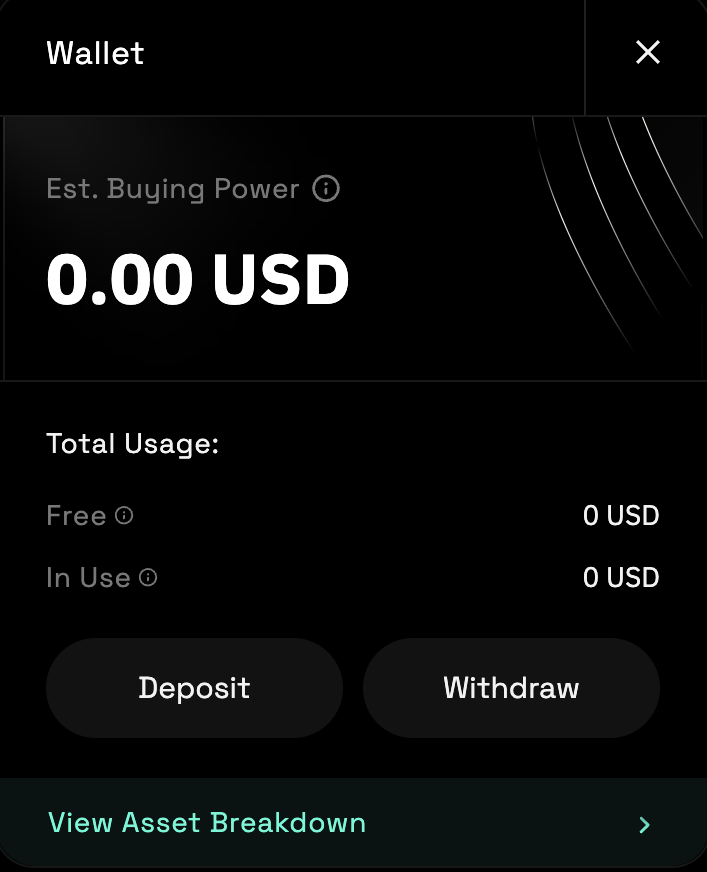 Wallet
Est. Buying Power
0.00 USD
Total Usage:
Free 0 USD
In Use 0 USD
Deposit Withdraw
View Asset Breakdown